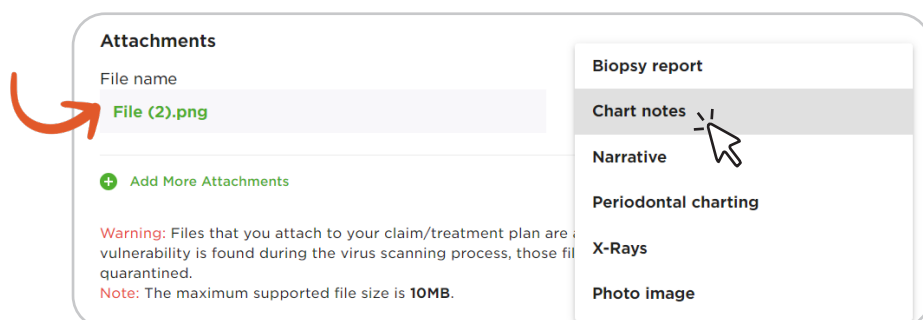 Attachments
File name
File (2).png
Add More Attachments
Warning: Files that you attach to your claim/treatment plan are
vulnerability is found during the virus scanning process, those
quarantined.
Note: The maximum supported file size is 10MB.
Biopsy report
Chart notes
Narrative
Periodontal charting
X-Rays
Photo image